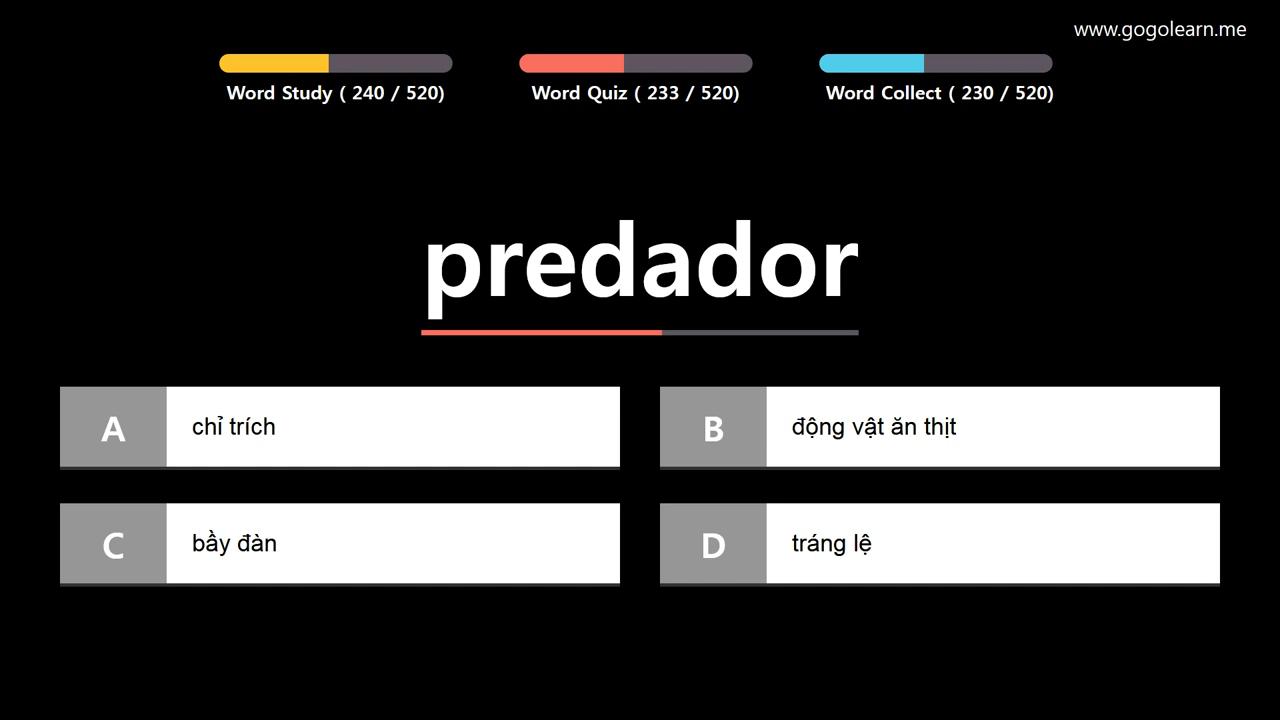 www.gogolearn.me
Word Study ( 240 / 520)
Word Quiz ( 233 / 520)
Word Collect ( 230 / 520)
predador
A
chỉ trích
B
động vật ăn thịt
C
bầy đàn
D
tráng lệ